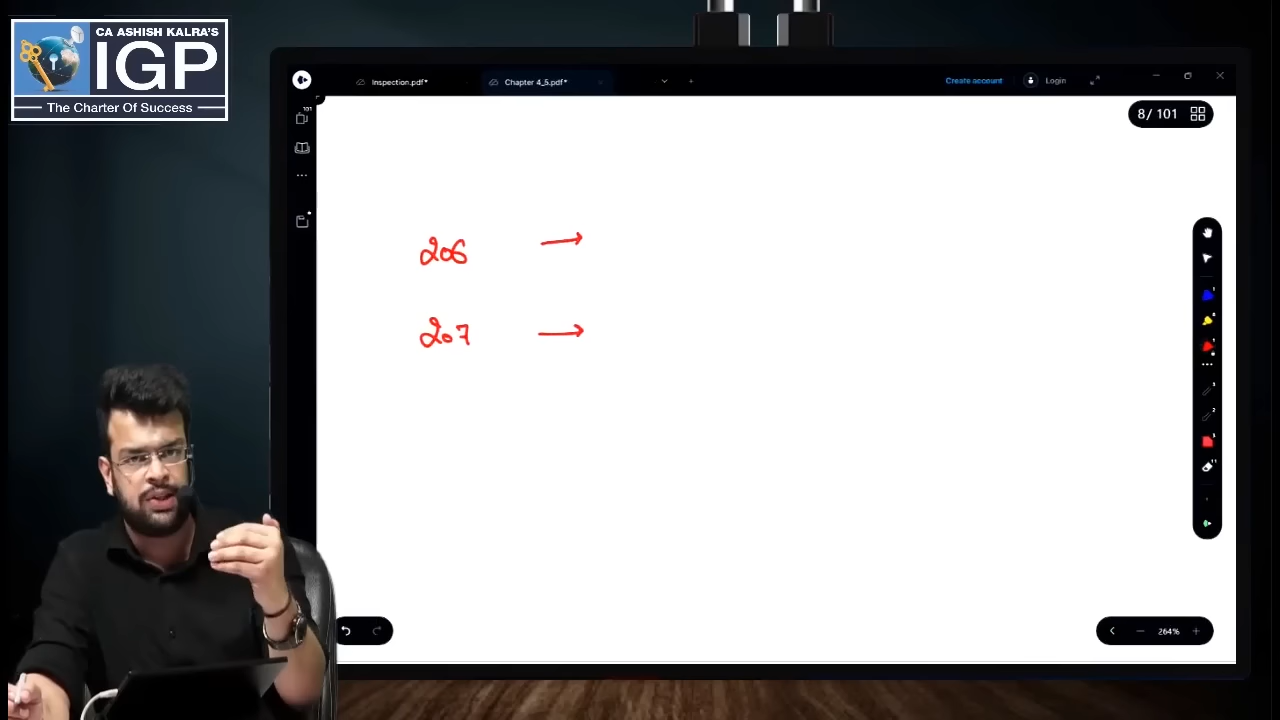 CA ASHISH KALRA'S
IGP
The Charter Of Success
Inspection.pdf*
Chapter 4_5.pdf*
Create account
Login
101
8/ 101
206 →
207 →
264%